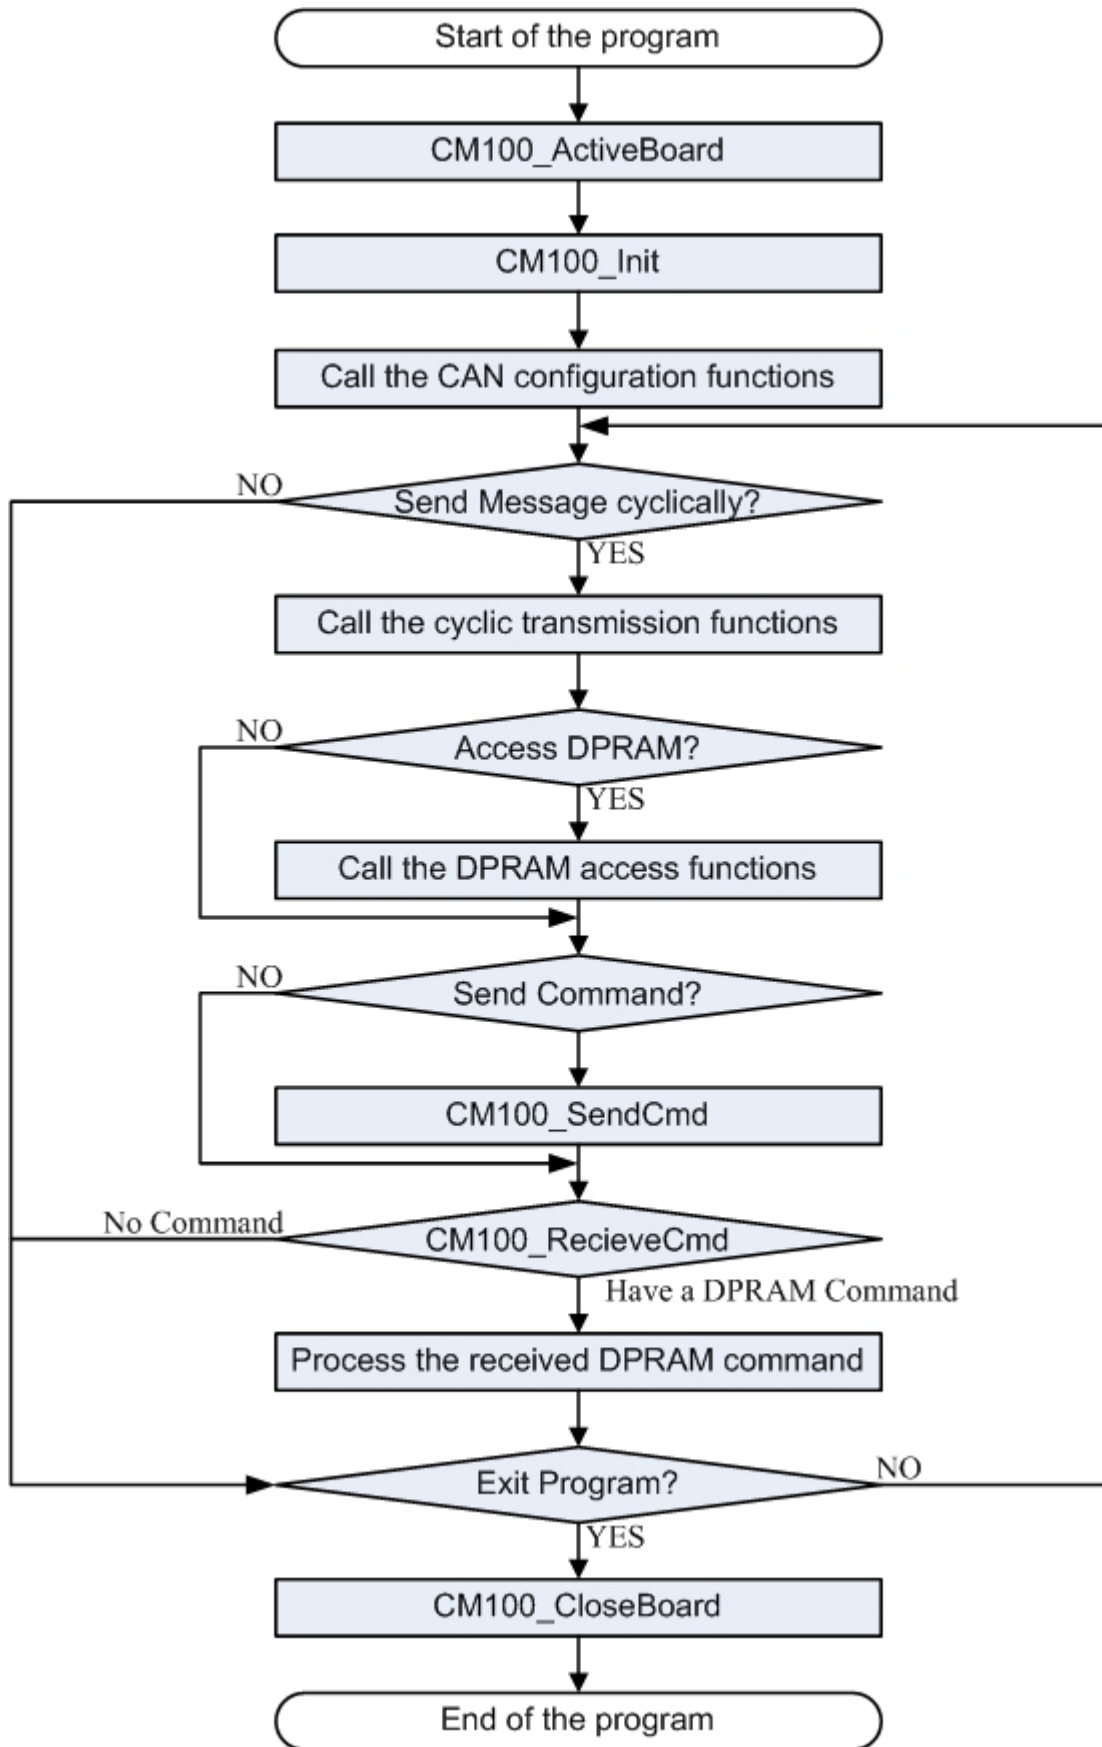 Start of the program
CM100_ActiveBoard
CM100_Init
Call the CAN configuration functions
NO
Send Message cyclically?
YES
Call the cyclic transmission functions
NO
Access DPRAM?
YES
Call the DPRAM access functions
NO
Send Command?
CM100_SendCmd
No Command
CM100_RecieveCmd
Have a DPRAM Command
Process the received DPRAM command
Exit Program?
NO
YES
CM100_CloseBoard
End of the program